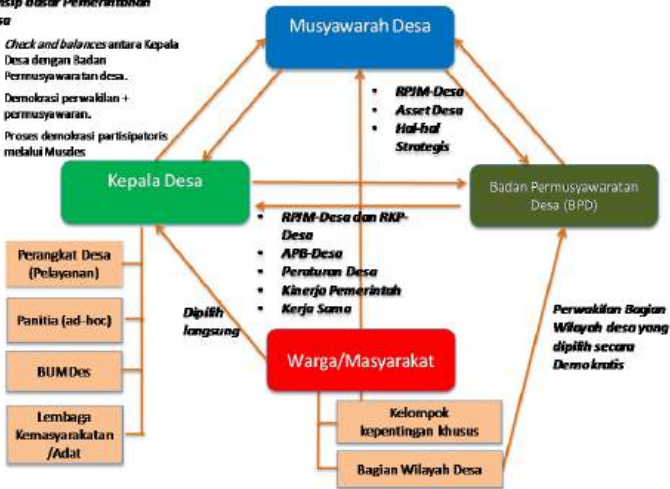 Pemerintahan
Check and balances antara Kepala
Desa dengan Badan
Permusyawaratan desa.
Demokrasi perwakilan +
permusyawaran.
Proses demokrasi partisipatoris
melalui Musdes
Musyawarah Desa
• RPJM-Desa
• Asset Desa
• Hal-hal
Strategis
Kepala Desa
Badan Permusyawaratan
Desa (BPD)
• RPJM-Desa dan RKP-
Desa
• APB-Desa
• Peraturan Desa
• Kinerja Pemerintah
• Kerja Sama
Perangkat Desa
(Pelayanan)
Panitia (ad-hoc)
BUMDes
Lembaga
Kemasyarakatan
/Adat
Dipilih
langsung
Warga/Masyarakat
Kelompok
kepentingan khusus
Bagian Wilayah Desa
Perwakilan Bagian
Wilayah desa yang
dipilih secara
Demokratis